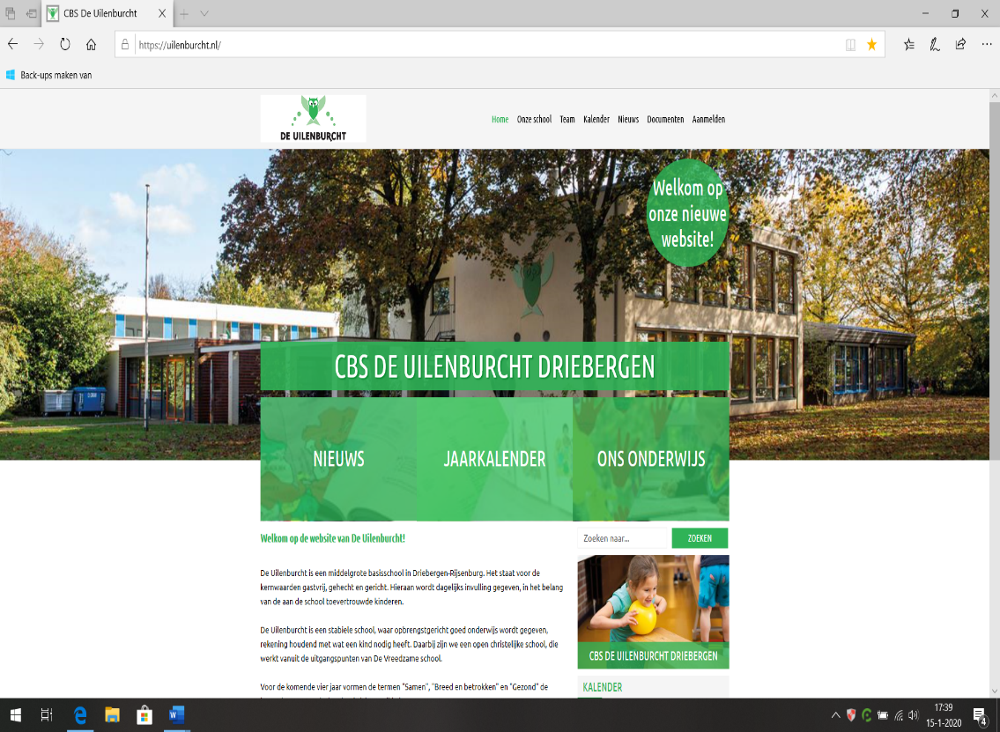 CBS De Uilenburcht
https://uilenburcht.nl/
Back-ups maken van
DE UILENBURCHT
Home Onze school Team Kalender Nieuws Documenten Aanmelden
Welkom op
onze nieuwe
website!
CBS DE UILENBURCHT DRIEBERGEN
NIEUWS JAARKALENDER ONS ONDERWIJS
Welkom op de website van De Uilenburcht!
De Uilenburcht is een middelgrote basisschool in Driebergen-Rijsenburg. Het staat voor de
kernwaarden gastvrij, gehecht en gericht. Hieraan wordt dagelijks invulling gegeven, in het belang
van de aan de school toevertrouwde kinderen.
De Uilenburcht is een stabiele school, waar opbrengstgericht goed onderwijs wordt gegeven,
rekening houdend met wat een kind nodig heeft. Daarbij zijn we een open christelijke school, die
werkt vanuit de uitgangspunten van De Vreedzame school.
Voor de komende vier jaar vormen de termen "Samen", "Breed en betrokken" en "Gezond" de
Zoeken naar...
ZOEKEN
CBS DE UILENBURCHT DRIEBERGEN
KALENDER
17:39
15-1-2020
4